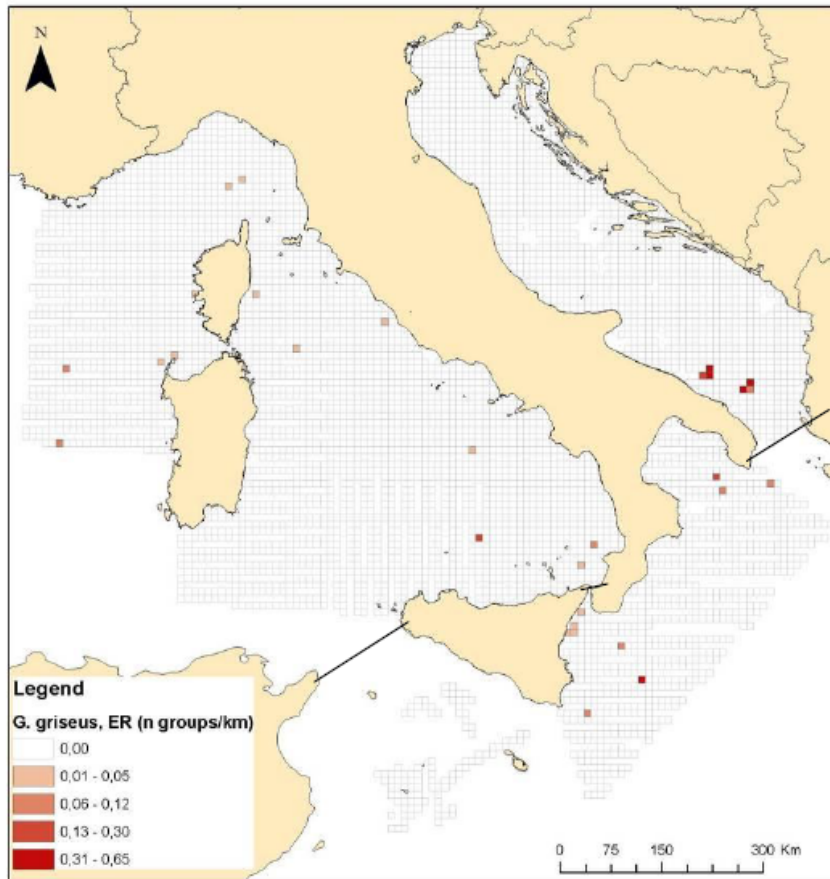 N
Legend
G. griseus, ER (n groups/km)
0,00
0,01 - 0,05
0,06 - 0,12
0,13 - 0,30
0,31 - 0,65
0 75 150 300 Km